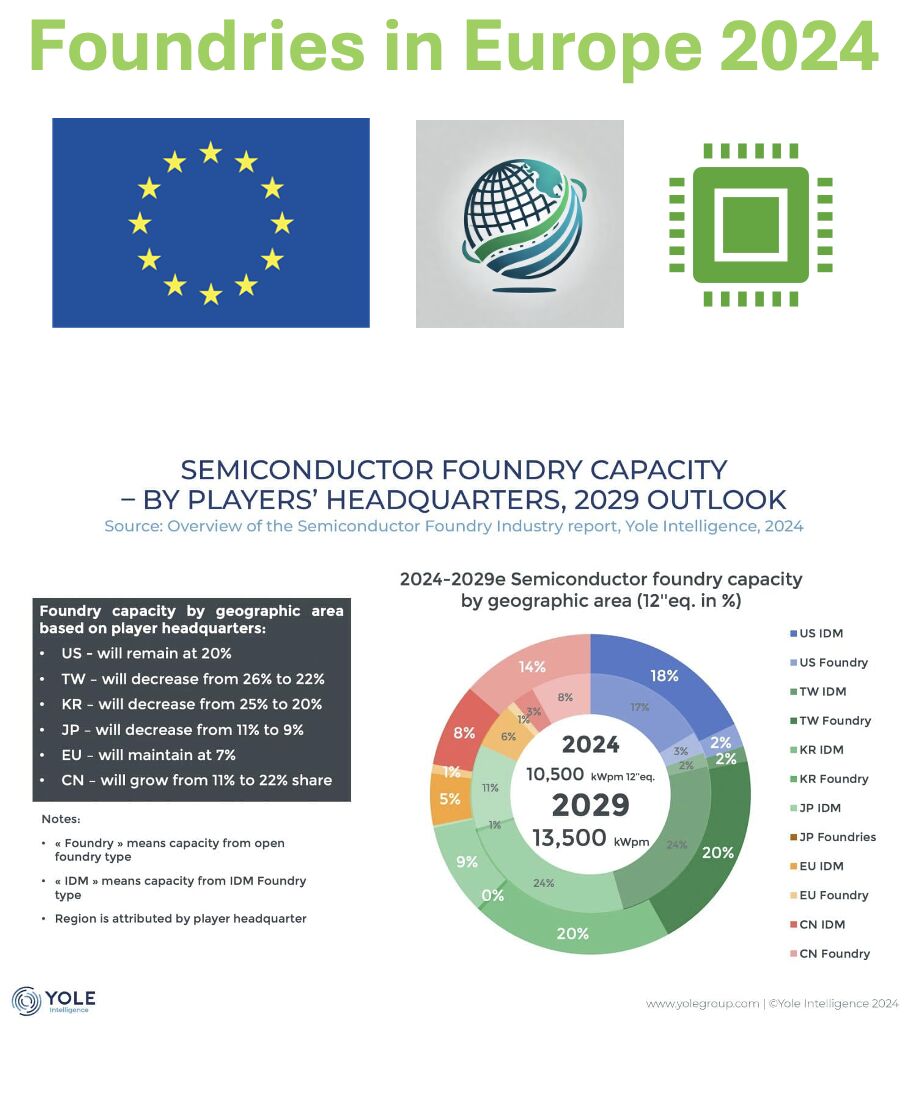 Foundries in Europe 2024
SEMICONDUCTOR FOUNDRY CAPACITY
– BY PLAYERS’ HEADQUARTERS, 2029 OUTLOOK
Source: Overview of the Semiconductor Foundry Industry report, Yole Intelligence, 2024
Foundry capacity by geographic area
based on player headquarters:
• US - will remain at 20%
• TW – will decrease from 26% to 22%
• KR – will decrease from 25% to 20%
• JP – will decrease from 11% to 9%
• EU – will maintain at 7%
• CN – will grow from 11% to 22% share
Notes:
• « Foundry » means capacity from open
foundry type
• « IDM » means capacity from IDM Foundry
type
• Region is attributed by player headquarter
2024-2029e Semiconductor foundry capacity
by geographic area (12"eq. in %)
18%
2%
2%
20%
20%
0%
9%
5%
1%
8%
14%
17%
3%
2%
24%
24%
1%
11%
6%
1%
3%
8%
2024
10,500 kWpm 12"eq.
2029
13,500 kWpm
US IDM
US Foundry
TW IDM
TW Foundry
KR IDM
KR Foundry
JP IDM
JP Foundries
EU IDM
EU Foundry
CN IDM
CN Foundry
YOLE
Intelligence
www.yolegroup.com | ©Yole Intelligence 2024